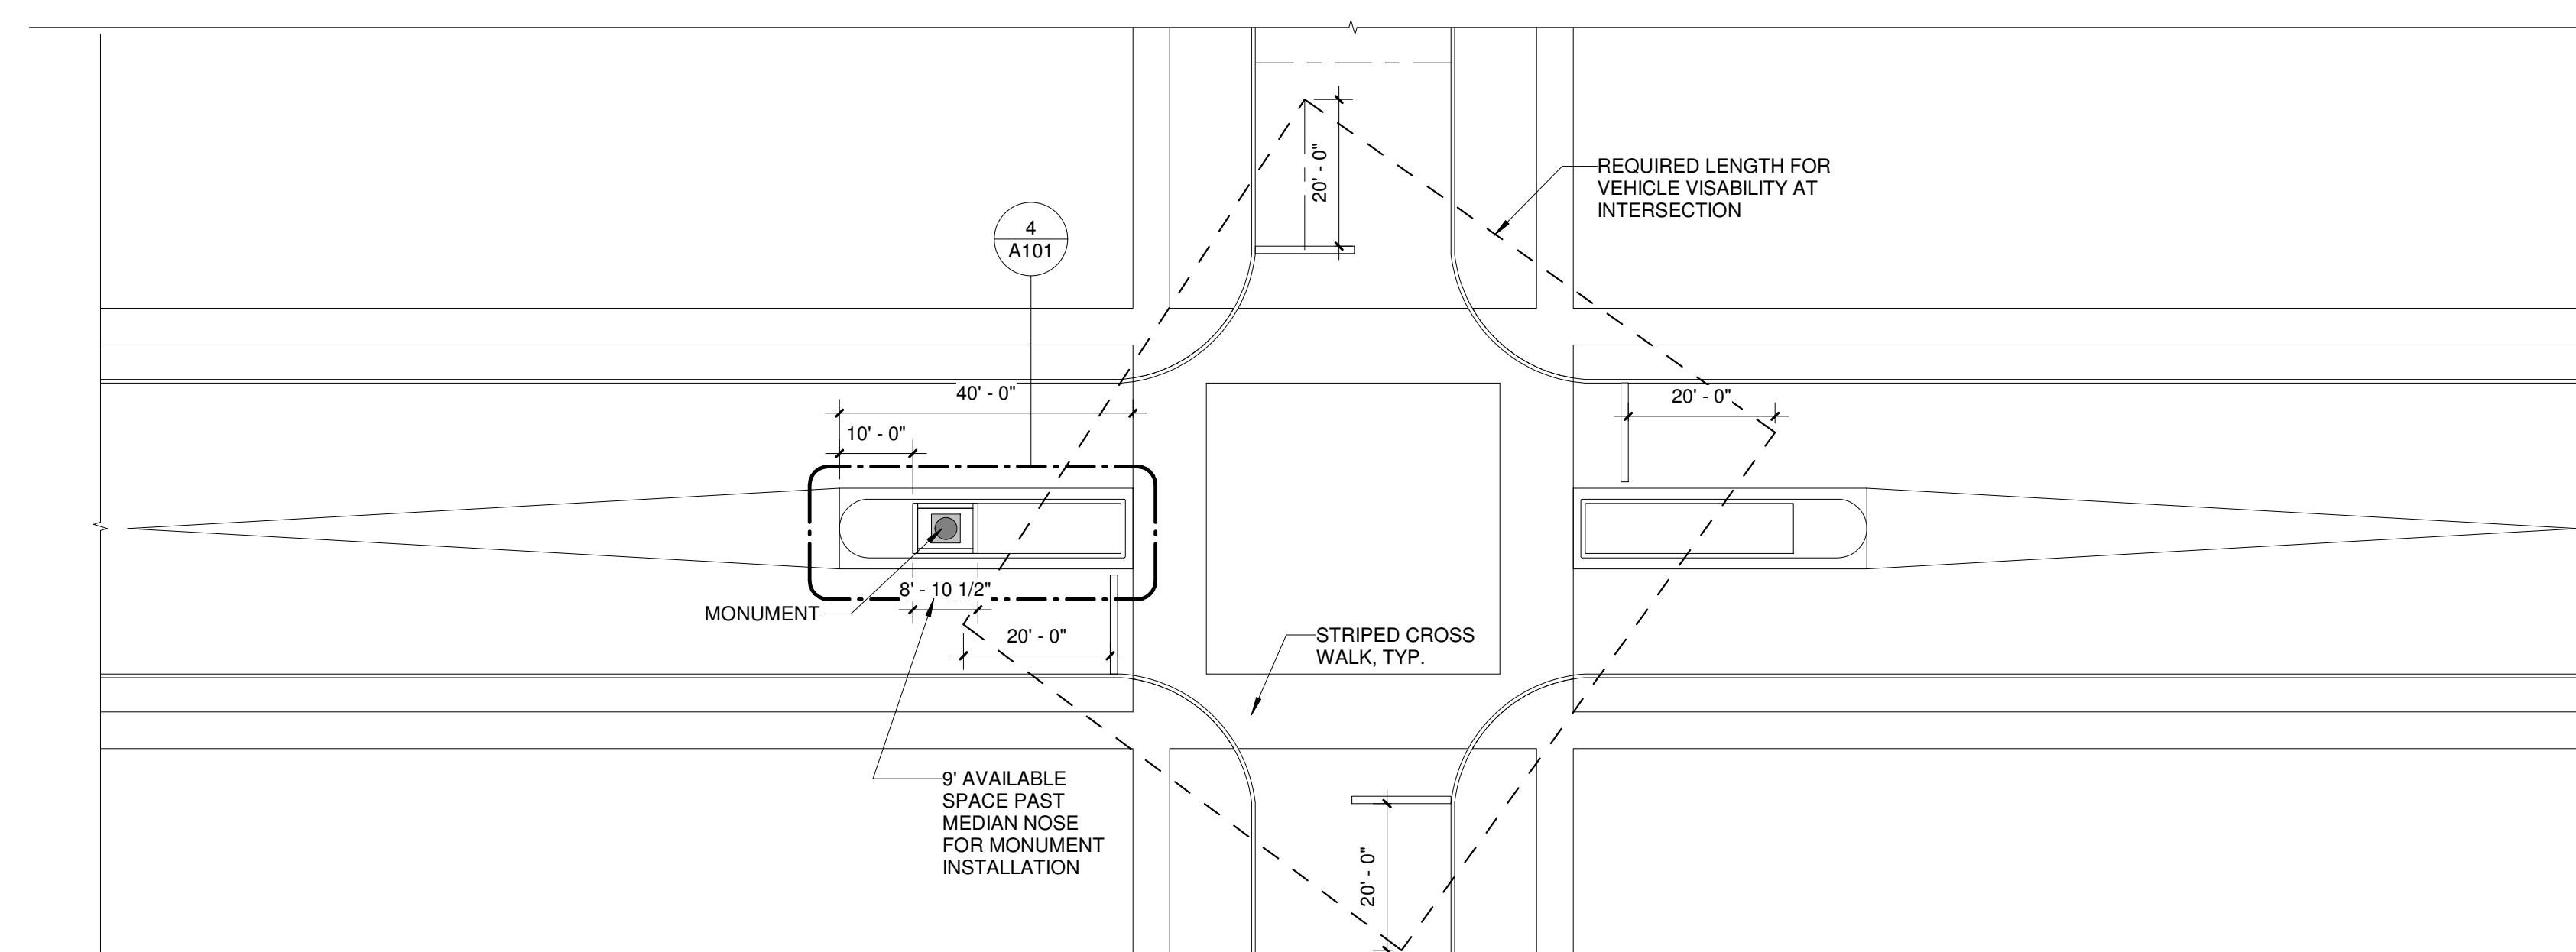 20' - 0"
REQUIRED LENGTH FOR
VEHICLE VISABILITY AT
INTERSECTION
4
A101
40' - 0"
20' - 0"
10' - 0"
8' - 10 1/2"
MONUMENT
20' - 0"
STRIPED CROSS
WALK, TYP.
9' AVAILABLE
SPACE PAST
MEDIAN NOSE
FOR MONUMENT
INSTALLATION
20' - 0"